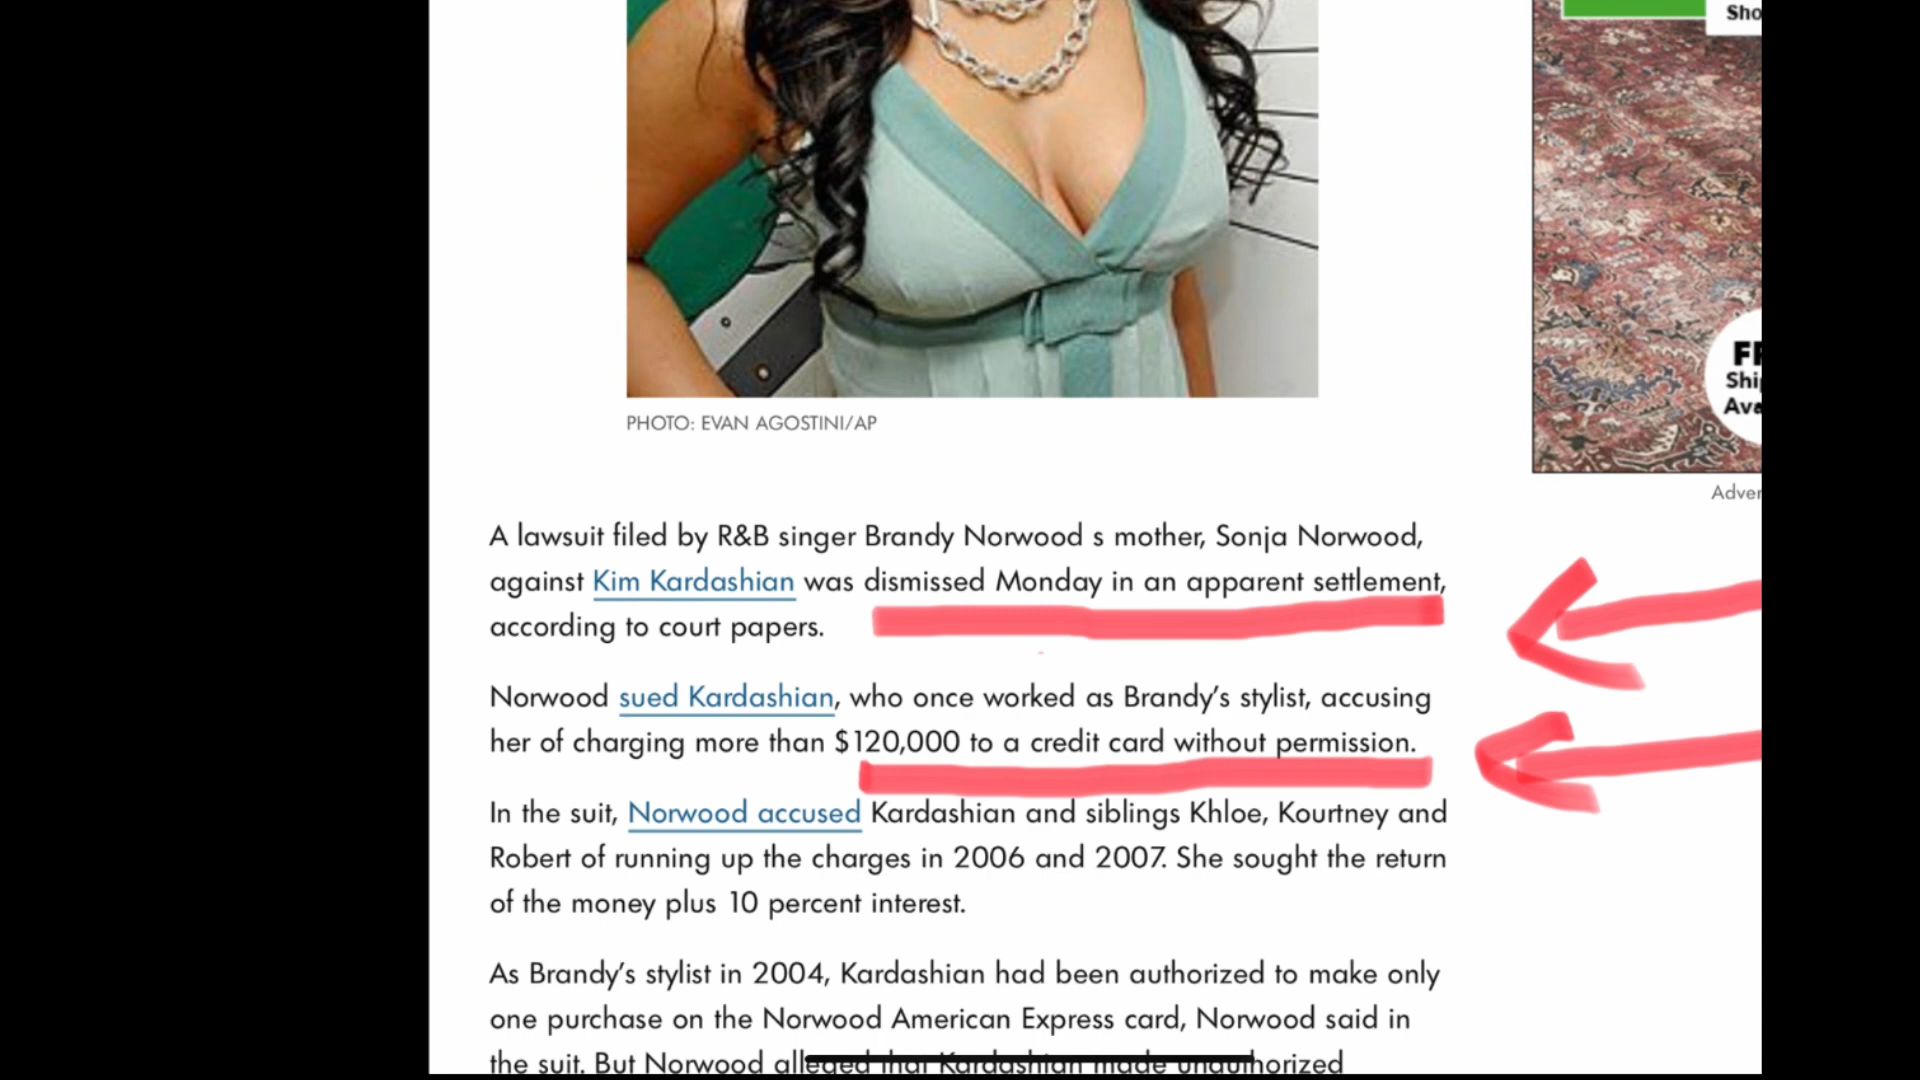 Sho
FR
Ship
Ava
PHOTO: EVAN AGOSTINI/AP
Adver
A lawsuit filed by R&B singer Brandy Norwood s mother, Sonja Norwood,
against Kim Kardashian was dismissed Monday in an apparent settlement,
according to court papers.
Norwood sued Kardashian, who once worked as Brandy’s stylist, accusing
her of charging more than $120,000 to a credit card without permission.
In the suit, Norwood accused Kardashian and siblings Khloe, Kourtney and
Robert of running up the charges in 2006 and 2007. She sought the return
of the money plus 10 percent interest.
As Brandy’s stylist in 2004, Kardashian had been authorized to make only
one purchase on the Norwood American Express card, Norwood said in
the suit. But Norwood alleged that Kardashian made unauthorized